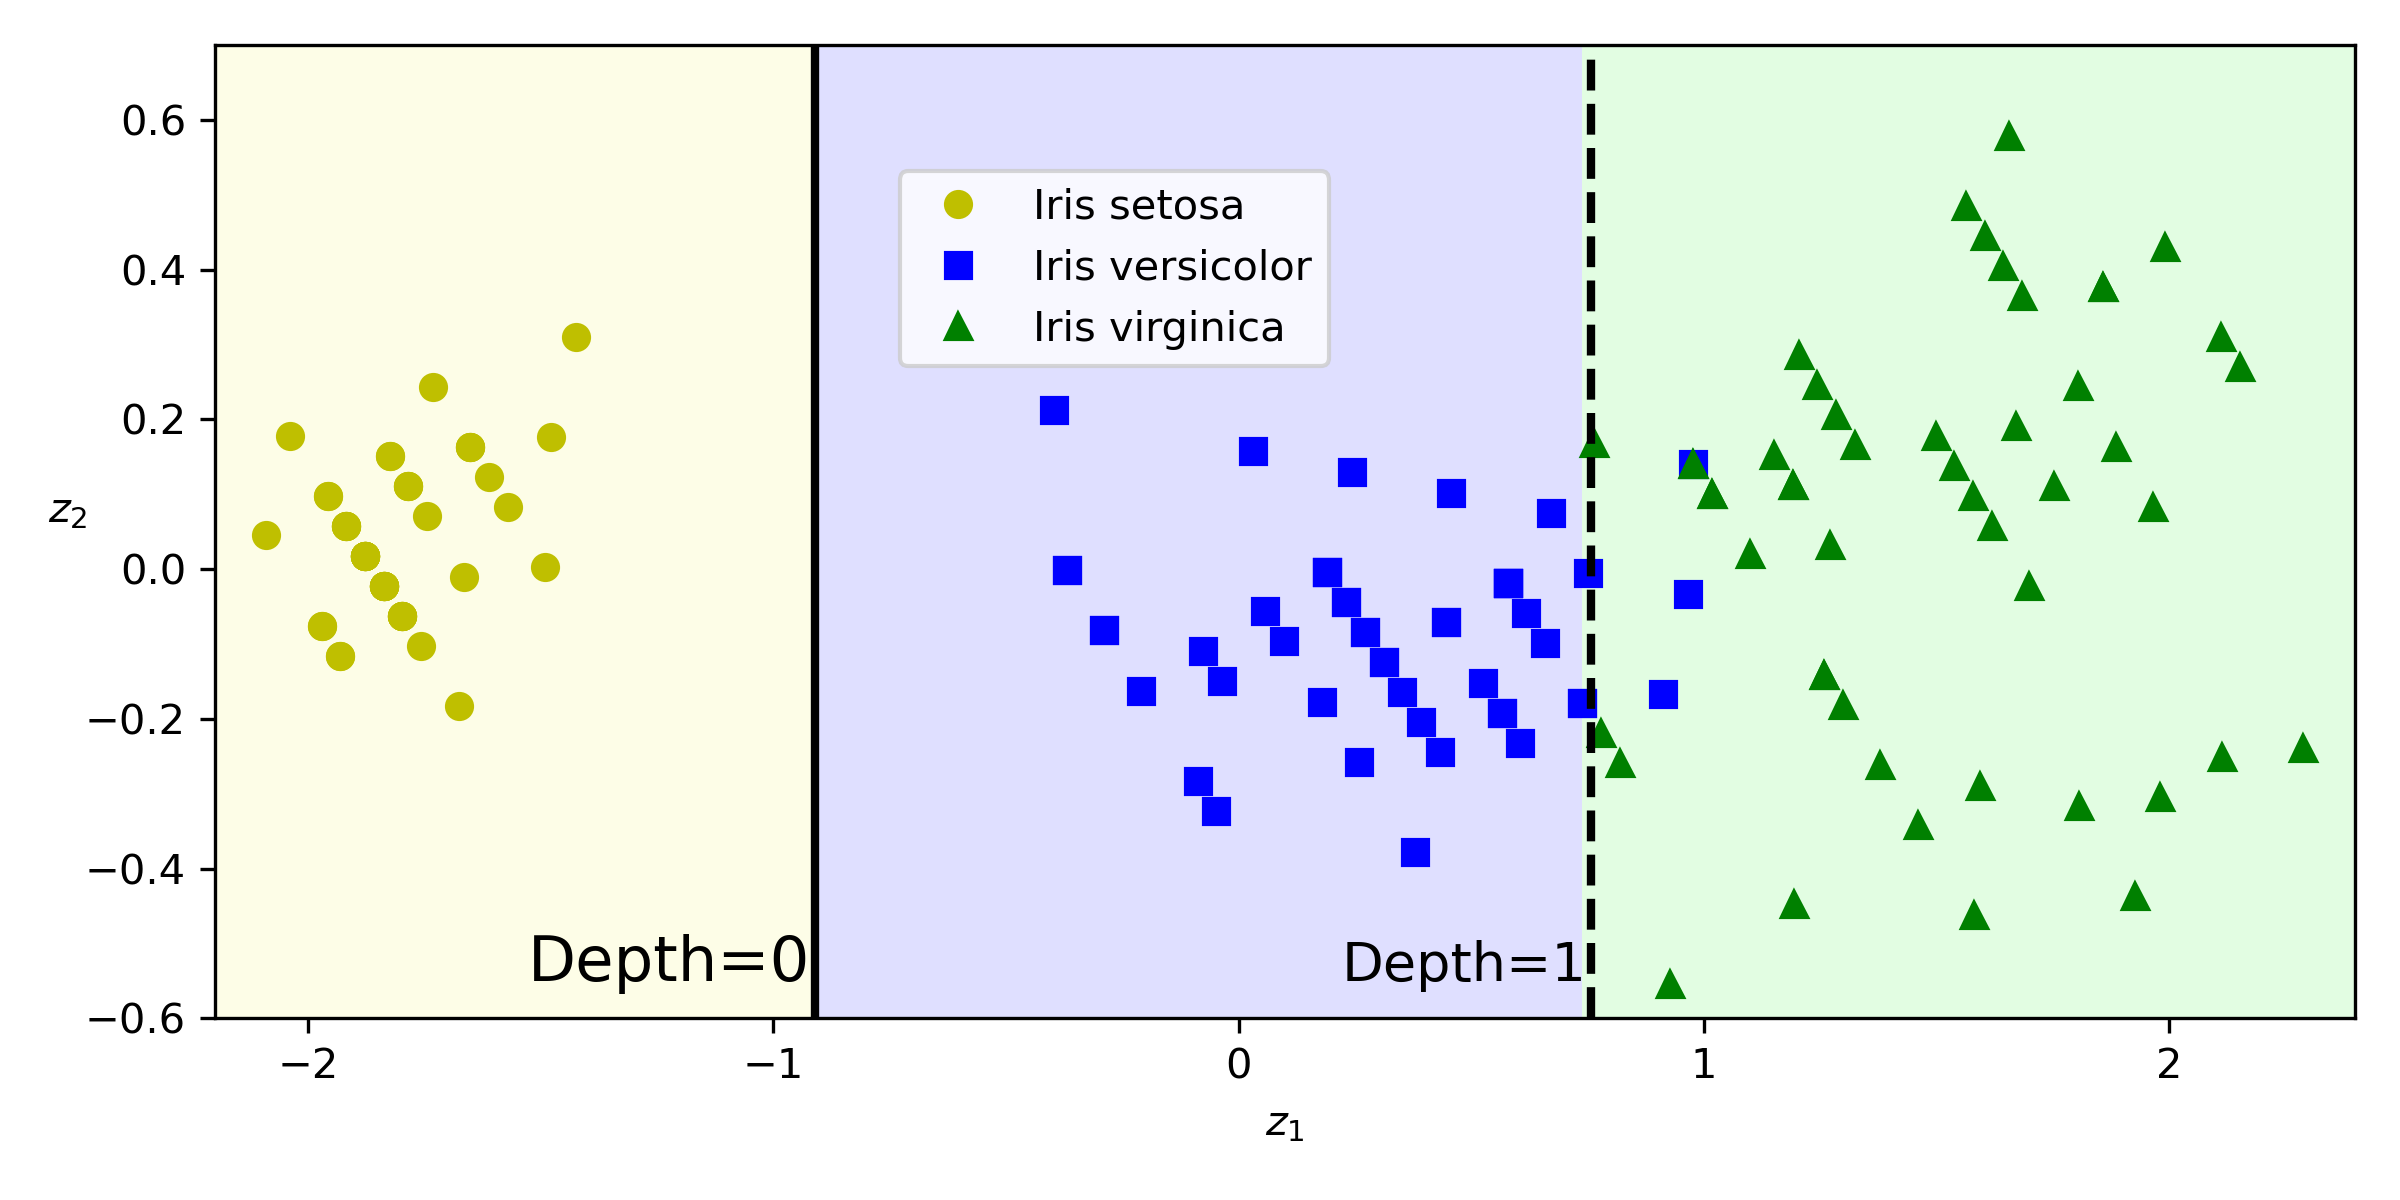 0.6
0.4
0.2
0.0
−0.2
−0.4
−0.6
z₂
Iris setosa
Iris versicolor
Iris virginica
Depth=0
Depth=1
−2
−1
0
1
2
z₁